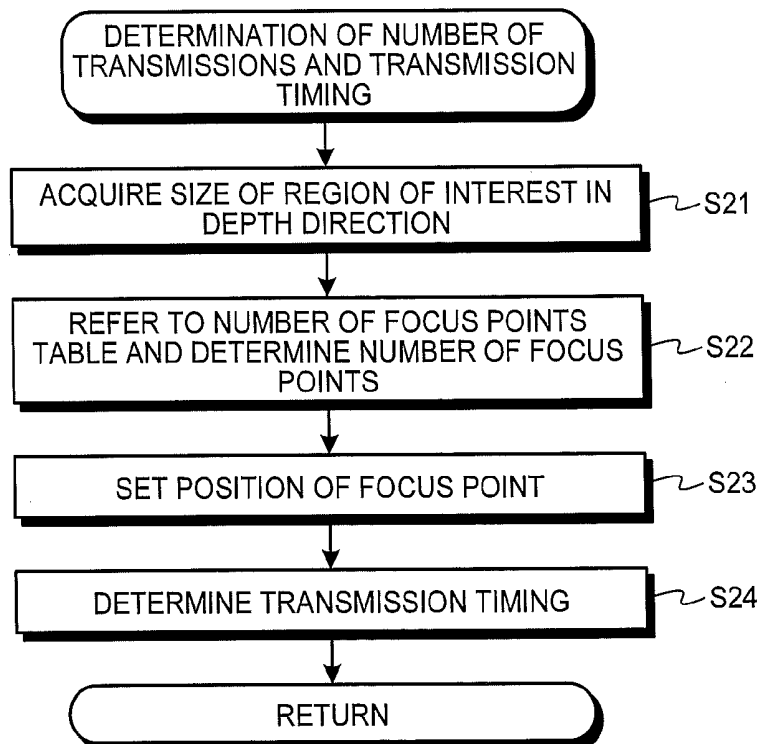 DETERMINATION OF NUMBER OF
TRANSMISSIONS AND TRANSMISSION
TIMING
ACQUIRE SIZE OF REGION OF INTEREST IN
DEPTH DIRECTION
S21
REFER TO NUMBER OF FOCUS POINTS
TABLE AND DETERMINE NUMBER OF FOCUS
POINTS
S22
SET POSITION OF FOCUS POINT
S23
DETERMINE TRANSMISSION TIMING
S24
RETURN